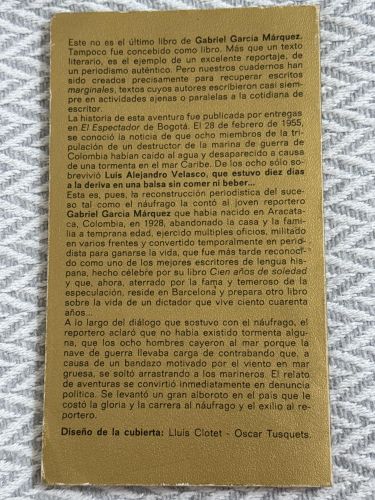 Este no es el último libro de Gabriel García Márquez.
Tampoco fue concebido como libro. Más que un texto
literario, es el ejemplo de un excelente reportaje, de
un periodismo auténtico. Pero nuestros cuadernos han
sido creados precisamente para recuperar escritos
marginales, textos cuyos autores escribieron casi siem-
pre en actividades ajenas o paralelas a la cotidiana de
escritor.
La historia de esta aventura fue publicada por entregas
en El Espectador de Bogotá. El 28 de febrero de 1955,
se conoció la noticia de que ocho miembros de la tri-
pulación de un destructor de la marina de guerra de
Colombia habían caído al agua y desaparecido a causa
de una tormenta en el mar Caribe. De los ocho sólo so-
brevivió Luis Alejandro Velasco, que estuvo diez días
a la deriva en una balsa sin comer ni beber...
Esta es, pues, la reconstrucción periodística del suce-
so tal como el náufrago la contó al joven reportero
Gabriel García Márquez que había nacido en Aracata-
ca, Colombia, en 1928, abandonado la casa y la fami-
lia a temprana edad, ejercido múltiples oficios, militado
en varios frentes y convertido temporalmente en perio-
dista para ganarse la vida, que fue más tarde reconoci-
do como uno de los mejores escritores de lengua his-
pana, hecho célebre por su libro Cien años de soledad
y que, ahora, aterrado por la fama y temeroso de la
especulación, reside en Barcelona y prepara otro libro
sobre la vida de un dictador que vive ciento cuarenta
años...
A lo largo del diálogo que sostuvo con el náufrago, el
reportero aclaró que no había existido tormenta algu-
na, que los ocho hombres cayeron al mar porque la
nave de guerra llevaba carga de contrabando que, a
causa de un bandazo motivado por el viento en mar
gruesa, se soltó arrastrando a los marineros. El relato
de aventuras se convirtió inmediatamente en denuncia
política. Se levantó un gran alboroto en el país que le
costó la gloria y la carrera al náufrago y el exilio al re-
portero.
Diseño de la cubierta: Lluís Clotet - Oscar Tusquets.